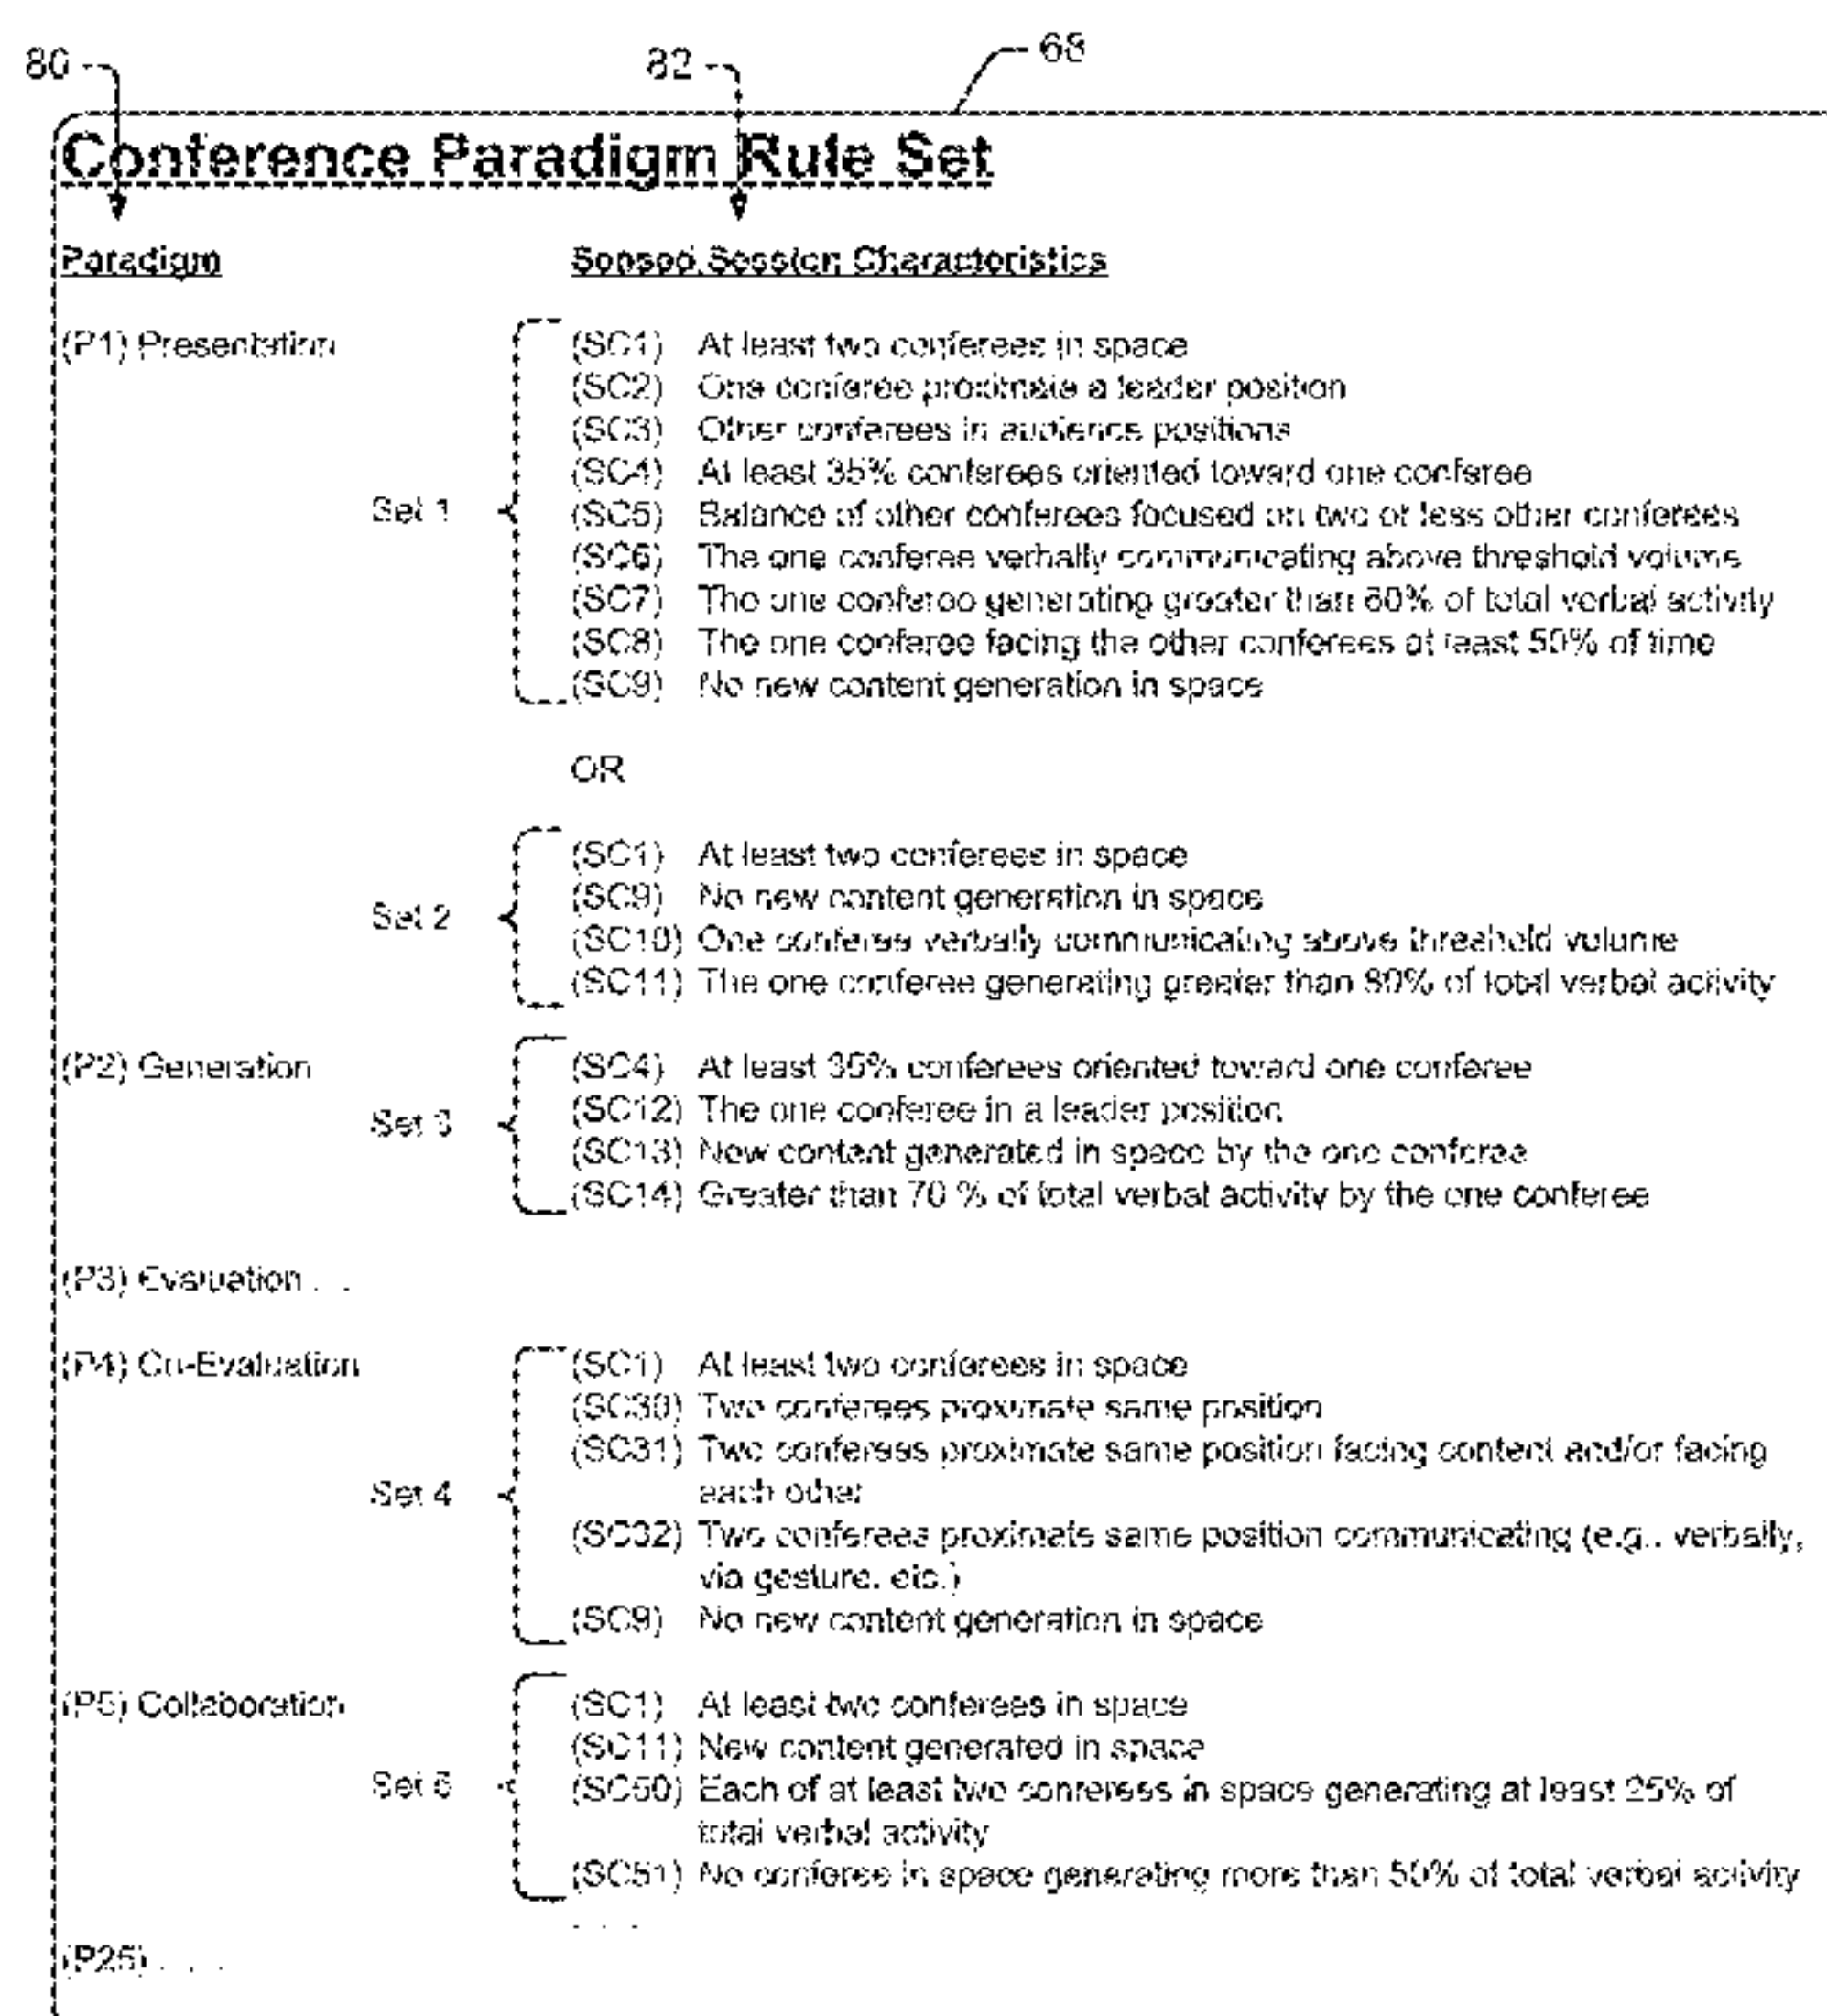 80
82
68
Conference Paradigm Rule Set
Paradigm Sensed Session Characteristics
(P1) Presentation
Set 1
(SC1) At least two conferees in space
(SC2) One conferee proximate a leader position
(SC3) Other conferees in audience positions
(SC4) At least 35% conferees oriented toward one conferee
(SC5) Balance of other conferees focused on two or less other conferees
(SC6) The one conferee verbally communicating above threshold volume
(SC7) The one conferee generating greater than of total verbal activity
(SC8) The one conferee facing the other conferees at least 50% of time
(SC9) No new content generation in space
OR
Set 2
(SC1) At least two conferees in space
(SC9) No new content generation in space
(SC10) One conferee verbally communicating above threshold volume
(SC11) The one conferee generating greater than 80% of total verbal activity
(P2) Generation
Set 3
(SC4) At least 35% conferees oriented toward one conferee
(SC12) The one conferee in a leader position
(SC13) New content generated in space by the one conferee
(SC14) Greater than 70 % of total verbal activity by the one conferee
(P3) Evaluation . .
(P4) Co-Evaluation
Set 4
(SC1) At least two conferees in space
(SC30) Two conferees proximate same position
(SC31) Two conferees proximate same position facing content and/or facing
each other
(SC32) Two conferees proximate same position communicating (e.g., verbally,
via gesture, etc.)
(SC9) No new content generation in space
(P5) Collaboration
Set 5
(SC1) At least two conferees in space
(SC11) New content generated in space
(SC50) Each of at least two conferees in space generating at least 25% of
total verbal activity
(SC51) No conferee in space generating more than 50% of total verbal activity
. . .
(P25) . . .